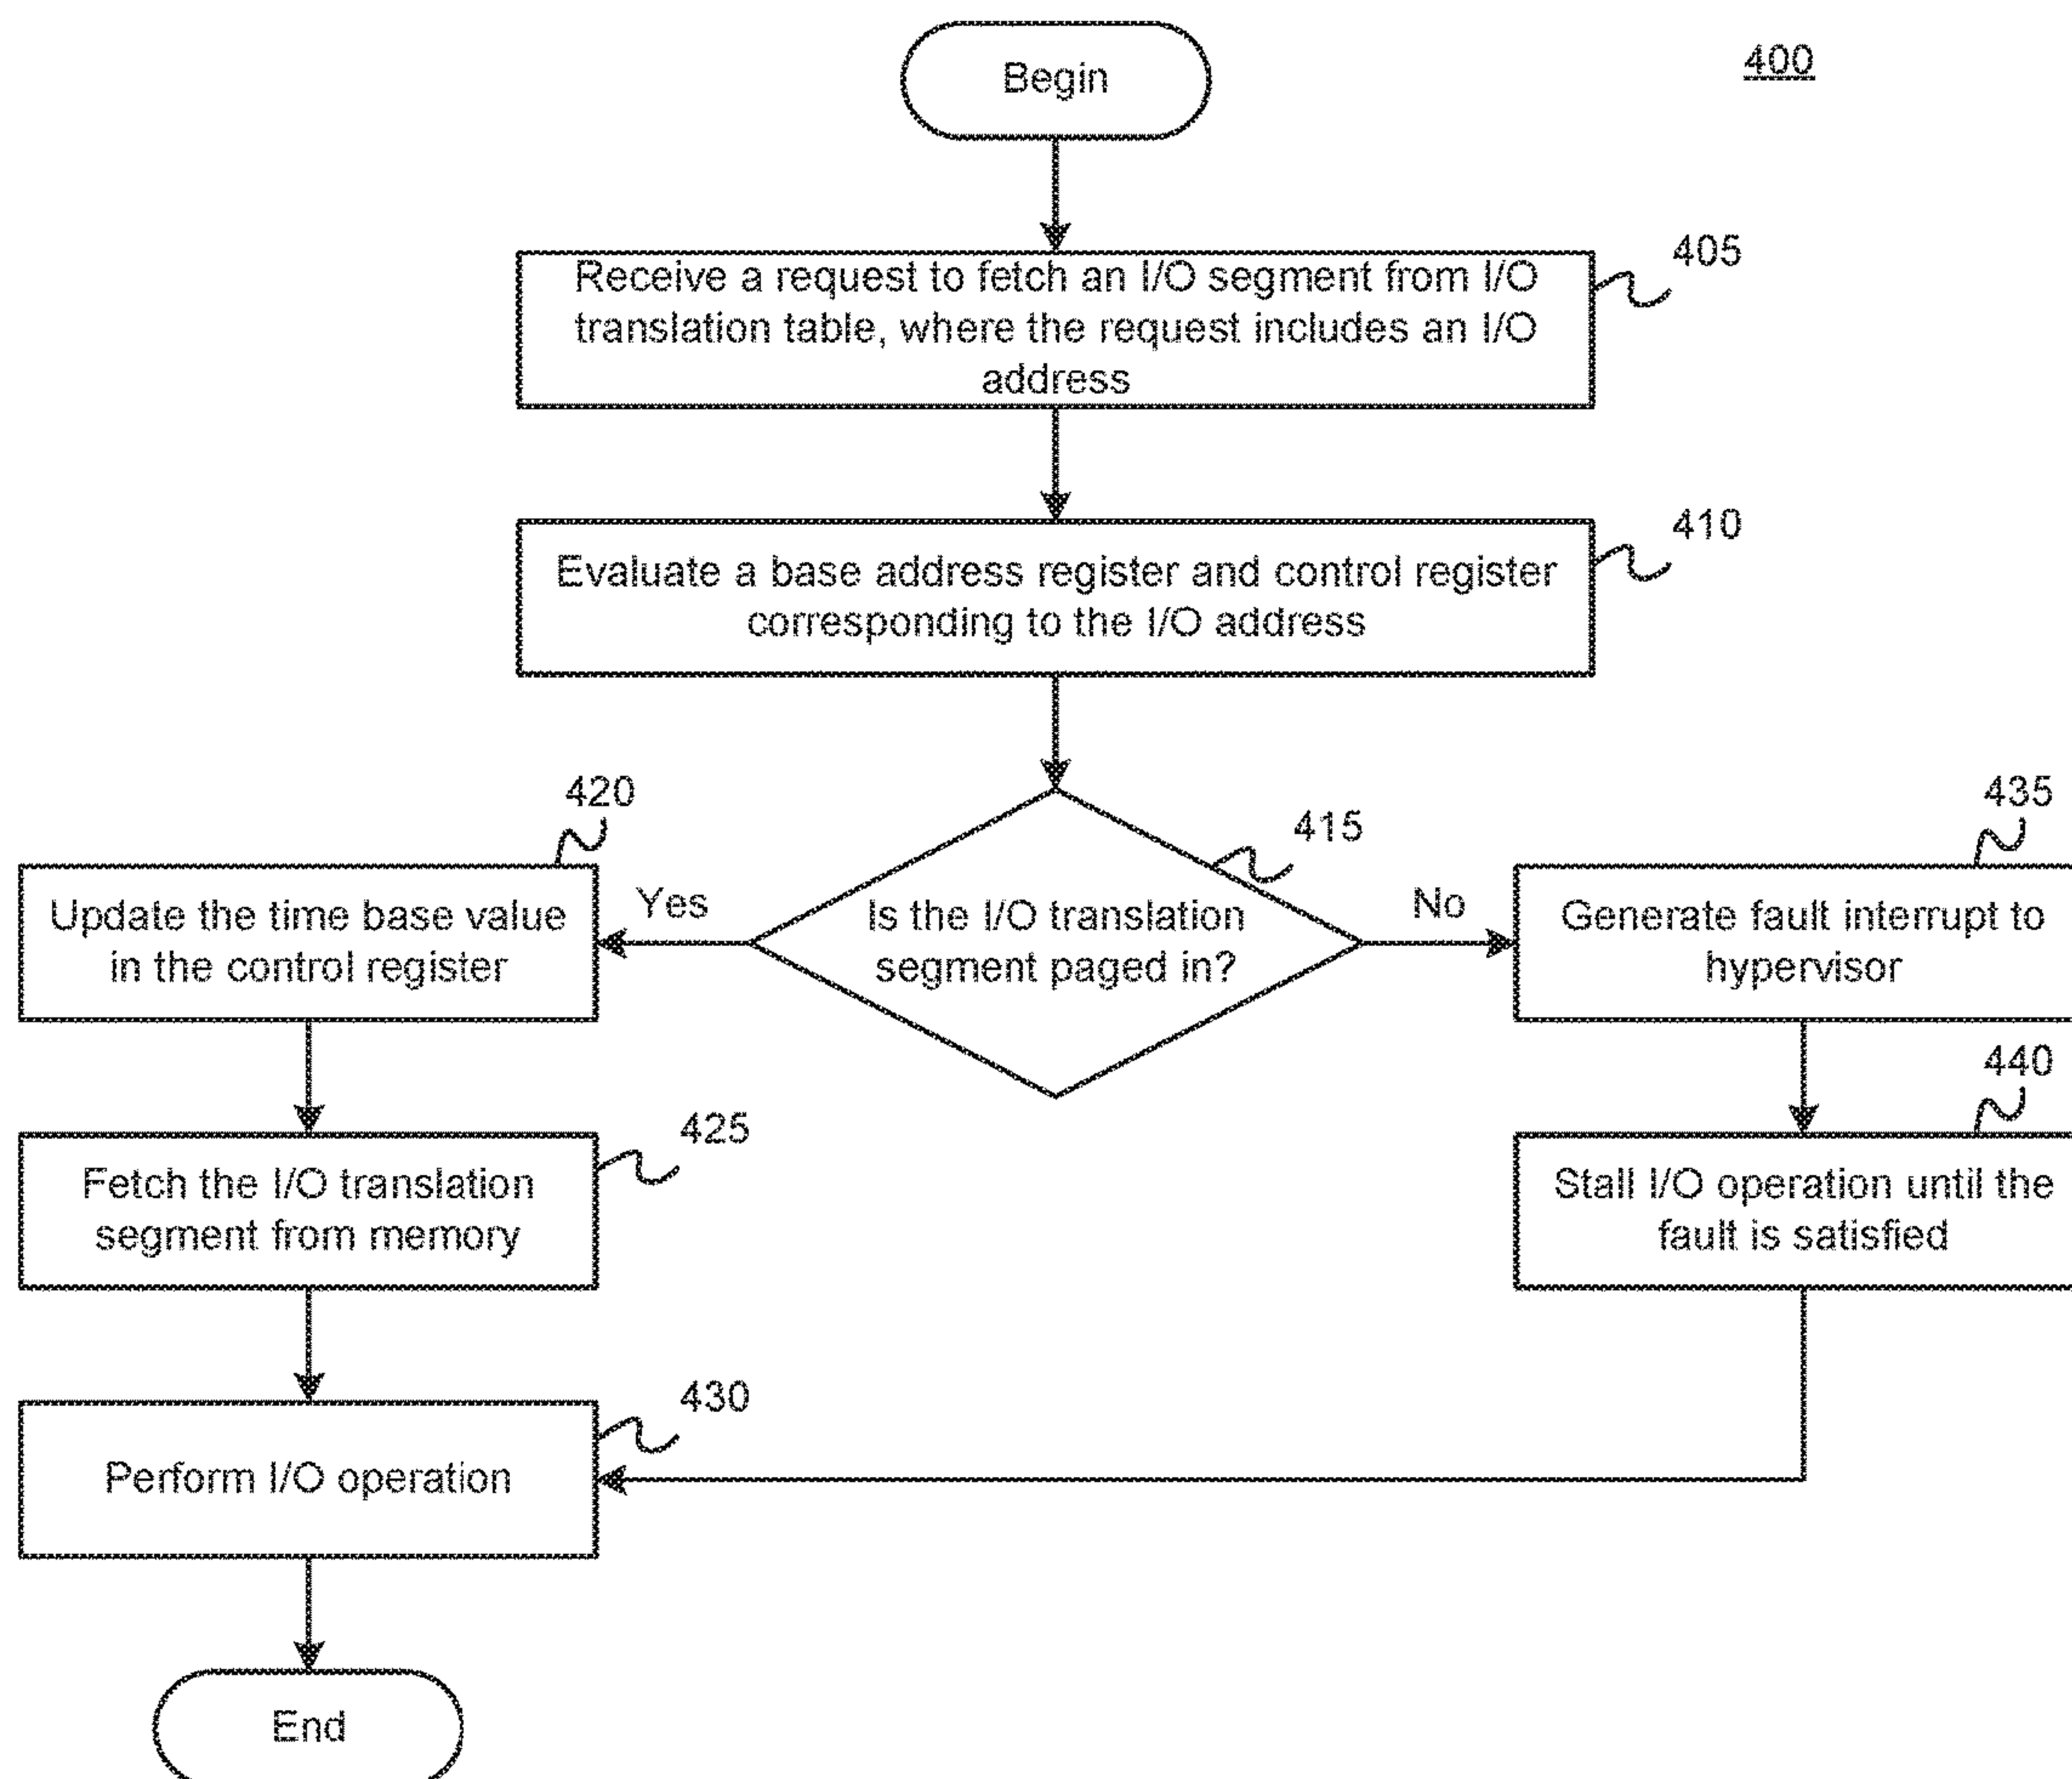 Begin
400
405
Receive a request to fetch an I/O segment from I/O
translation table, where the request includes an I/O
address
410
Evaluate a base address register and control register
corresponding to the I/O address
420
415
435
Update the time base value
in the control register
Yes
Is the I/O translation
segment paged in?
No
Generate fault interrupt to
hypervisor
425
440
Fetch the I/O translation
segment from memory
Stall I/O operation until the
fault is satisfied
430
Perform I/O operation
End